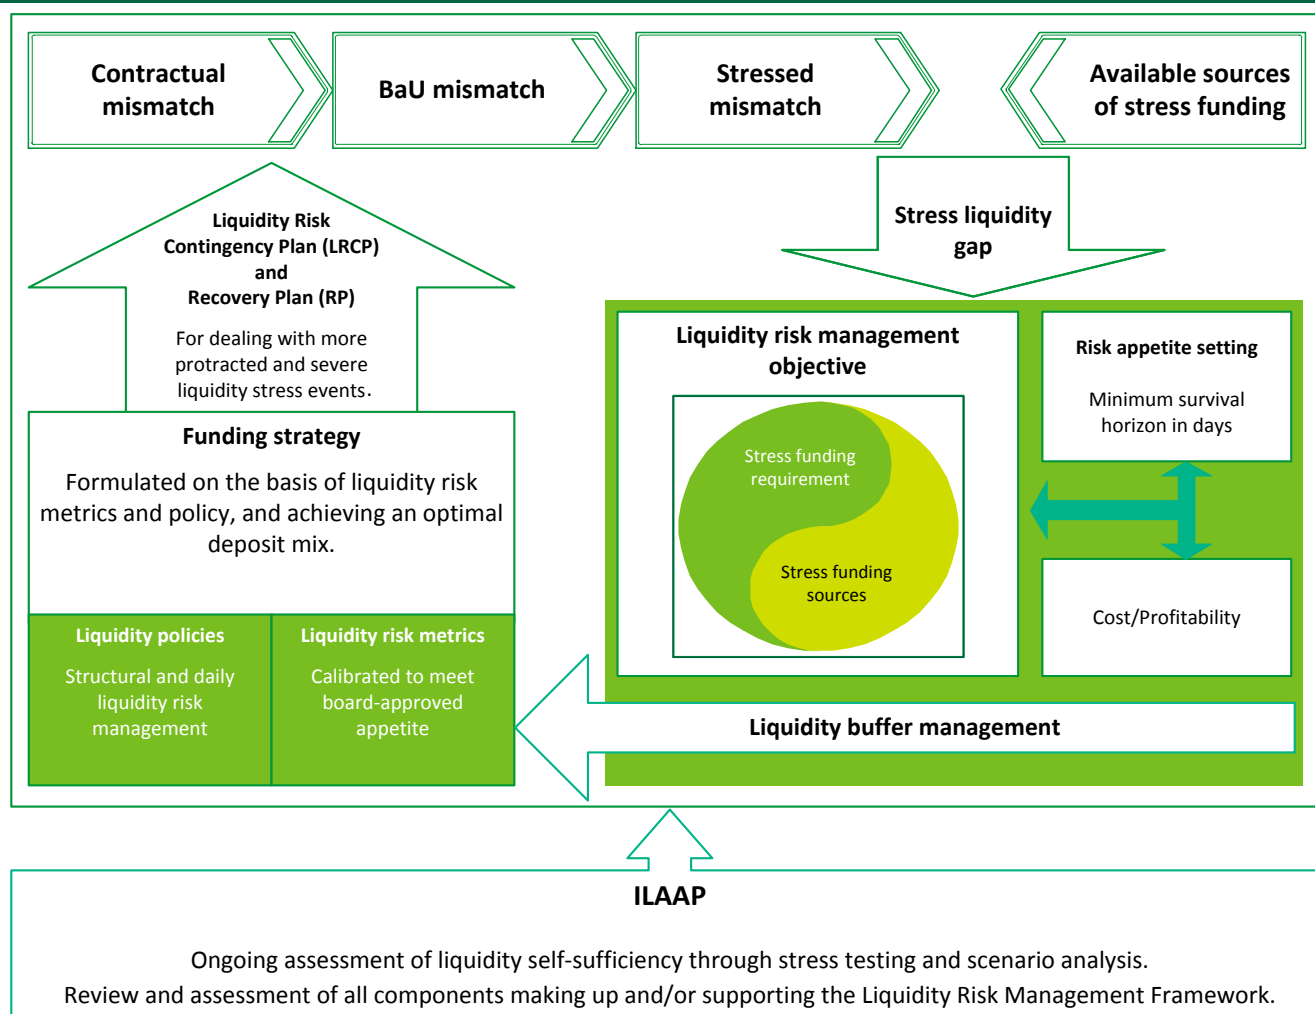 Contractual
mismatch
BaU mismatch
Stressed
mismatch
Available sources
of stress funding
Liquidity Risk
Contingency Plan (LRCP)
and
Recovery Plan (RP)
For dealing with more
protracted and severe
liquidity stress events.
Stress liquidity
gap
Funding strategy
Formulated on the basis of liquidity risk
metrics and policy, and achieving an optimal
deposit mix.
Liquidity policies
Structural and daily
liquidity risk
management
Liquidity risk metrics
Calibrated to meet
board-approved
appetite
Liquidity risk management
objective
Stress funding
requirement
Stress funding
sources
Risk appetite setting
Minimum survival
horizon in days
Cost/Profitability
Liquidity buffer management
ILAAP
Ongoing assessment of liquidity self-sufficiency through stress testing and scenario analysis.
Review and assessment of all components making up and/or supporting the Liquidity Risk Management Framework.